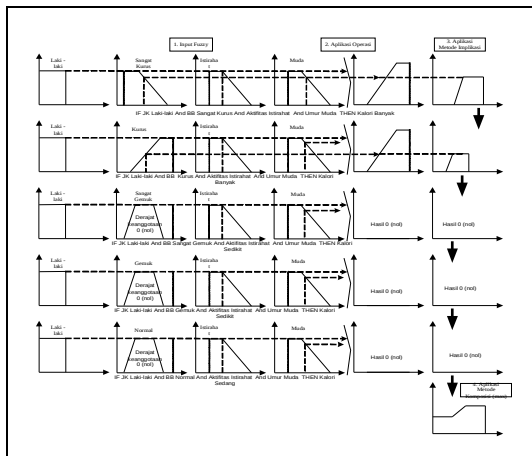 1. Input Fuzzy
2. Aplikasi Operasi
3. Aplikasi
Metode Implikasi
Laki -
laki
Sangat
Kurus
Istiraha
t
Muda
IF JK Laki-laki And BB Sangat Kurus And Aktifitas Istirahat And Umur Muda THEN Kalori Banyak
Laki -
laki
Kurus
Istiraha
t
Muda
IF JK Laki-laki And BB Kurus And Aktifitas Istirahat And Umur Muda THEN Kalori
Banyak
Laki -
laki
Sangat
Gemuk
Istiraha
t
Muda
Derajat
keanggotaan
0 (nol)
Hasil 0 (nol)
Hasil 0 (nol)
IF JK Laki-laki And BB Sangat Gemuk And Aktifitas Istirahat And Umur Muda THEN Kalori
Sedikit
Laki -
laki
Gemuk
Istiraha
t
Muda
Derajat
keanggotaan
0 (nol)
Hasil 0 (nol)
Hasil 0 (nol)
IF JK Laki-laki And BB Gemuk And Aktifitas Istirahat And Umur Muda THEN Kalori
Sedikit
Laki -
laki
Normal
Istiraha
t
Muda
Derajat
keanggotaan
0 (nol)
Hasil 0 (nol)
Hasil 0 (nol)
IF JK Laki-laki And BB Normal And Aktifitas Istirahat And Umur Muda THEN Kalori
Sedang
Aplikasi
Metode
Komposisi (max)